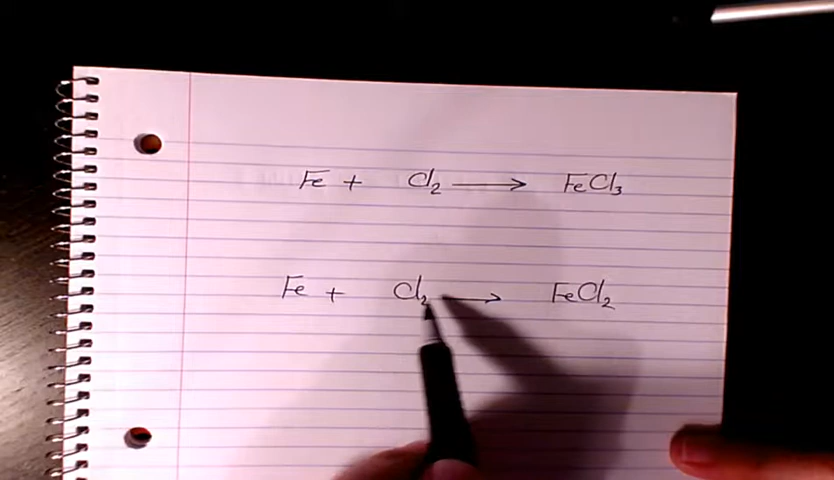 Fe + Cl₂ ⟶ FeCl₃
Fe + Cl₂ ⟶ FeCl₂